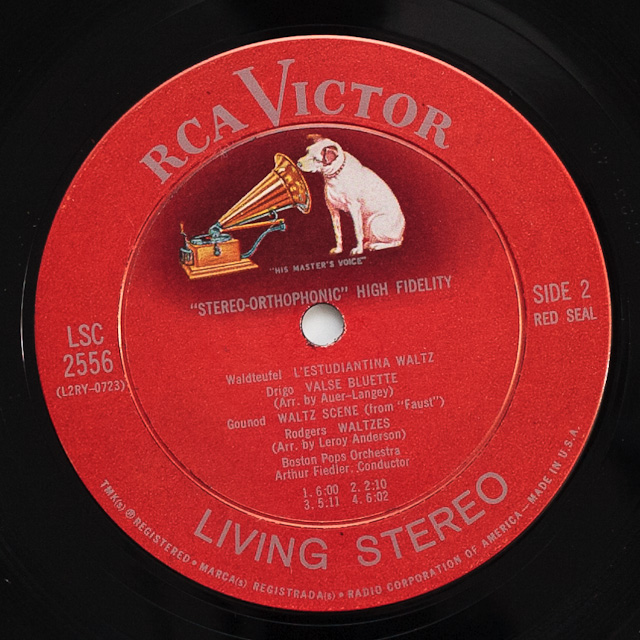 RCA VICTOR
"HIS MASTER'S VOICE"
"STEREO-ORTHOPHONIC" HIGH FIDELITY
LSC
2556
(L2RY-0723)
SIDE 2
RED SEAL
Waldteufel L'ESTUDIANTINA WALTZ
Drigo VALSE BLUETTE
(Arr. by Auer-Langey)
Gounod WALTZ SCENE (from "Faust")
Rodgers WALTZES
(Arr. by Leroy Anderson)
Boston Pops Orchestra
Arthur Fiedler, Conductor
1. 6:00 2. 2:10
3. 5:11 4. 6:02
LIVING STEREO
TMK(s) ® REGISTERED • MARCA(s) REGISTRADA(s) • RADIO CORPORATION OF AMERICA — MADE IN U.S.A.